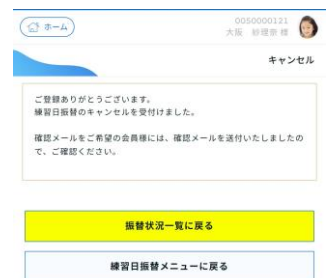 ホーム
0050000121
大阪 紗理奈 様
キャンセル
ご登録ありがとうございます。
練習日振替のキャンセルを受付けました。
確認メールをご希望の会員様には、確認メールを送付いたしましたの
で、ご確認ください。
振替状況一覧に戻る
練習日振替メニューに戻る